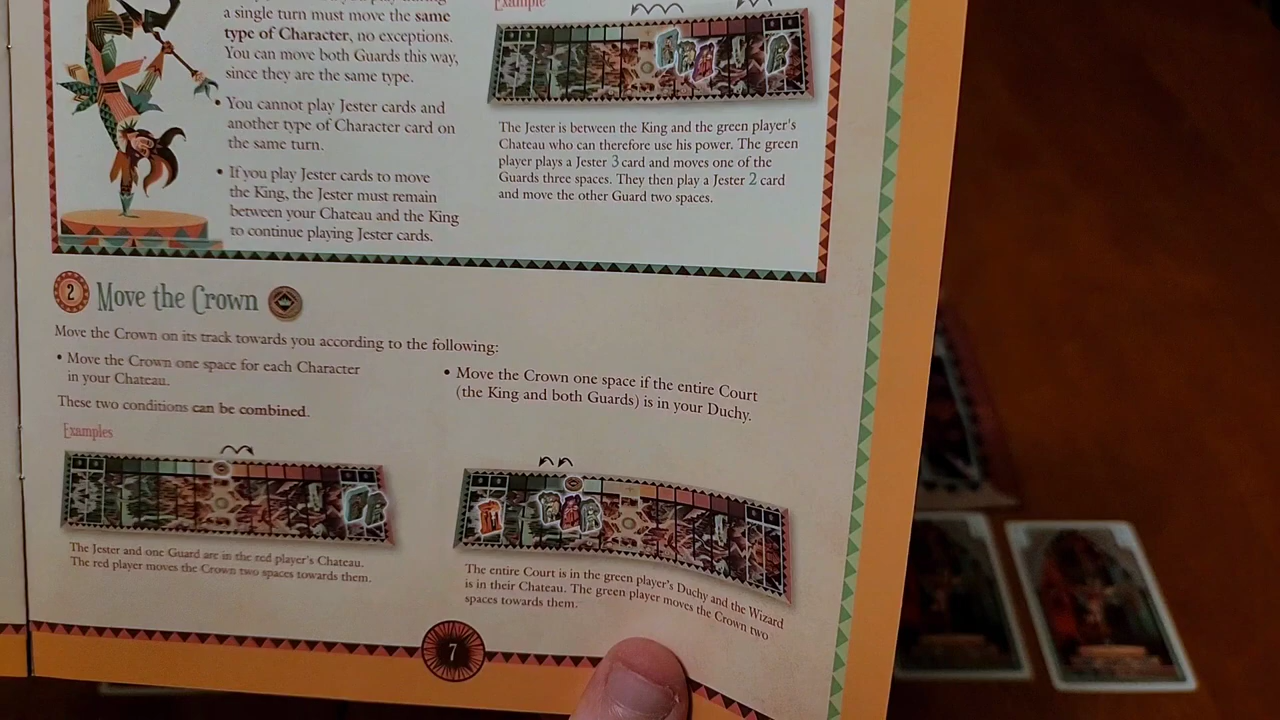 a single turn must move the same
type of Character, no exceptions.
You can move both Guards this way,
since they are the same type.
• You cannot play Jester cards and
another type of Character card on
the same turn.
• If you play Jester cards to move
the King, the Jester must remain
between your Chateau and the King
to continue playing Jester cards.
Example
The Jester is between the King and the green player's
Chateau who can therefore use his power. The green
player plays a Jester 3 card and moves one of the
Guards three spaces. They then play a Jester 2 card
and move the other Guard two spaces.
2 Move the Crown
Move the Crown on its track towards you according to the following:
• Move the Crown one space for each Character
in your Chateau.
• Move the Crown one space if the entire Court
(the King and both Guards) is in your Duchy.
These two conditions can be combined.
Examples
The Jester and one Guard are in the red player's Chateau.
The red player moves the Crown two spaces towards them.
The entire Court is in the green player's Duchy and the Wizard
is in their Chateau. The green player moves the Crown two
spaces towards them.
7